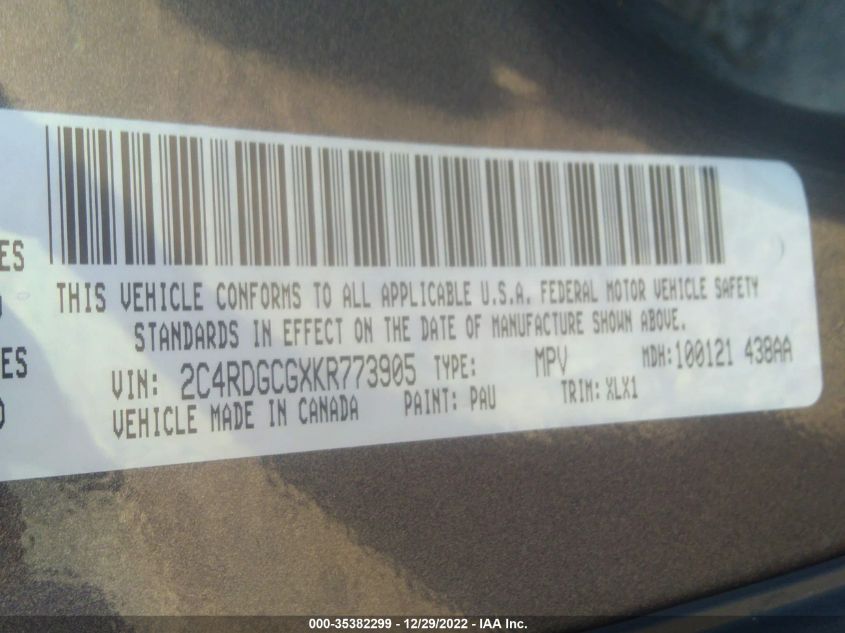 THIS VEHICLE CONFORMS TO ALL APPLICABLE U.S.A. FEDERAL MOTOR VEHICLE SAFETY
STANDARDS IN EFFECT ON THE DATE OF MANUFACTURE SHOWN ABOVE.
VIN: 2C4RDGCGXKR773905 TYPE: MPV MDH:100121 438AA
VEHICLE MADE IN CANADA PAINT: PAU TRIM: XLX1
000-35382299 - 12/29/2022 - IAA Inc.